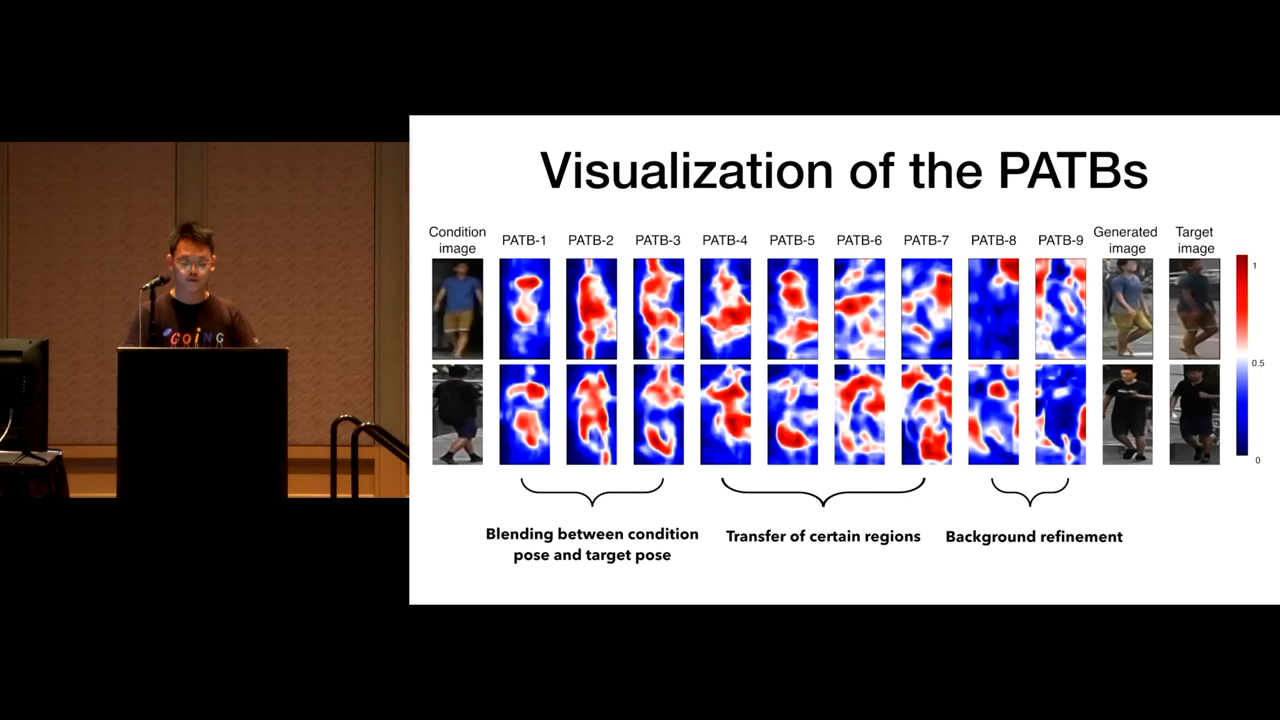 Visualization of the PATBs
Condition image
PATB-1
PATB-2
PATB-3
PATB-4
PATB-5
PATB-6
PATB-7
PATB-8
PATB-9
Generated image
Target image
1
0.5
0
Blending between condition
pose and target pose
Transfer of certain regions
Background refinement
GOING